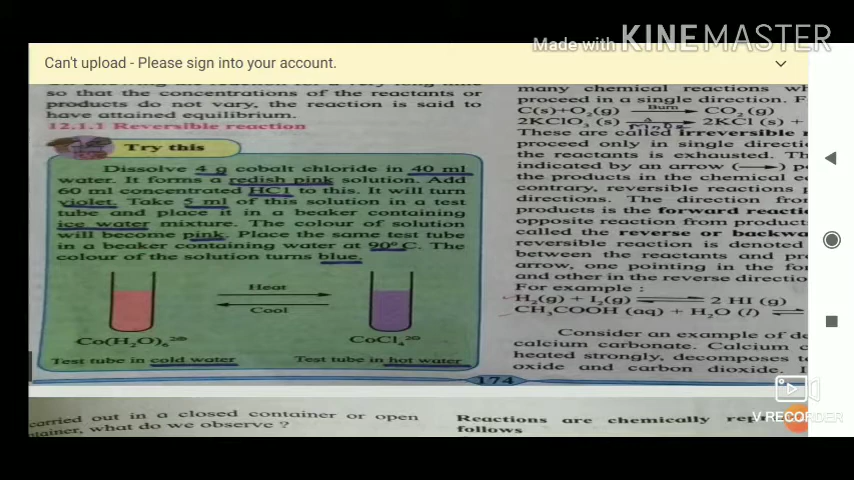 Made with KINEMASTER
Can't upload - Please sign into your account.
so that the concentrations of the reactants or
products do not vary, the reaction is said to
have attained equilibrium.
12.1.1 Reversible reaction
Try this
Dissolve 4 g cobalt chloride in 40 ml
water. It forms a redish pink solution. Add
60 ml concentrated HCl to this. It will turn
violet. Take 5 ml of this solution in a test
tube and place it in a beaker containing
ice water mixture. The colour of solution
will become pink. Place the same test tube
in a beaker containing water at 90° C. The
colour of the solution turns blue.
Heat
Cool
Co(H₂O)₆²⊕
CoCl₄²⊖
Test tube in cold water
Test tube in hot water
174
many chemical reactions
proceed in a single direction.
Burn
C(s)+O₂(g) → CO₂(g)
Δ
2KClO₃ (s) → 2KCl (s) +
These are called irreversible
proceed only in single
the reactants is exhausted.
indicated by an arrow (→)
the products in the chemical
contrary, reversible reactions
directions. The direction from
products is the forward
opposite reaction from
called the reverse or
reversible reaction is denoted
between the reactants and
arrow, one pointing in the
and other in the reverse
For example :
H₂(g) + I₂(g) ⇌ 2 HI (g)
CH₃COOH (aq) + H₂O (l) ⇌
Consider an example of
calcium carbonate. Calcium
heated strongly, decomposes
oxide and carbon dioxide.
V RECORDER
carried out in a closed container or open
what do we observe ?
Reactions are chemically
follows